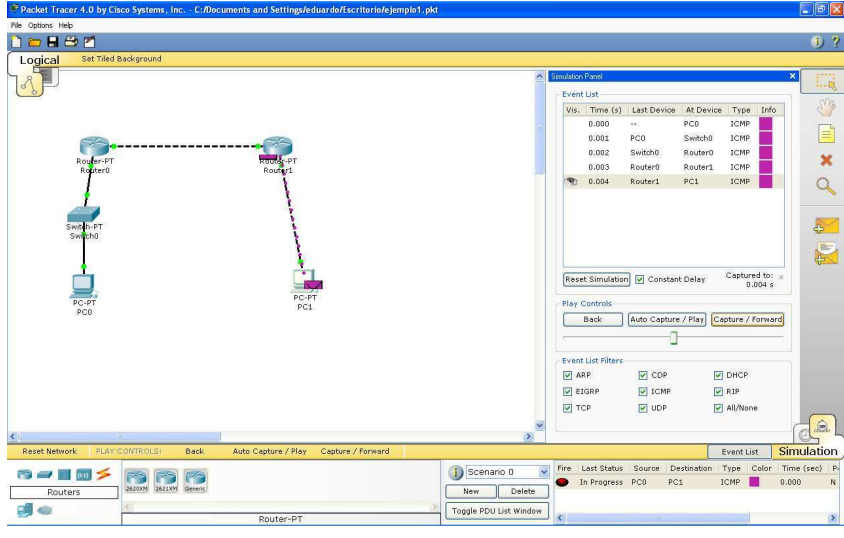 Packet Tracer 4.0 by Cisco Systems, Inc. - C:/Documents and Settings/eduardo/Escritorio/ejemplo1.pkt
File Options Help
Logical Set Tiled Background
Router-PT
Router0
Router-PT
Router1
Switch-PT
Switch0
PC-PT
PC0
PC-PT
PC1
Simulation Panel
Event List
Vis. Time (s) Last Device At Device Type Info
0.000 -- PC0 ICMP
0.001 PC0 Switch0 ICMP
0.002 Switch0 Router0 ICMP
0.003 Router0 Router1 ICMP
0.004 Router1 PC1 ICMP
Reset Simulation Constant Delay Captured to: *
0.004 s
Play Controls
Back Auto Capture / Play Capture / Forward
Event List Filters
ARP CDP DHCP
EIGRP ICMP RIP
TCP UDP All/None
Reset Network PLAY CONTROLS: Back Auto Capture / Play Capture / Forward Event List Simulation
Routers
2620XM 2621XM Generic
Router-PT
Scenario 0
New Delete
Toggle PDU List Window
Fire Last Status Source Destination Type Color Time (sec)
In Progress PC0 PC1 ICMP 0.000 N